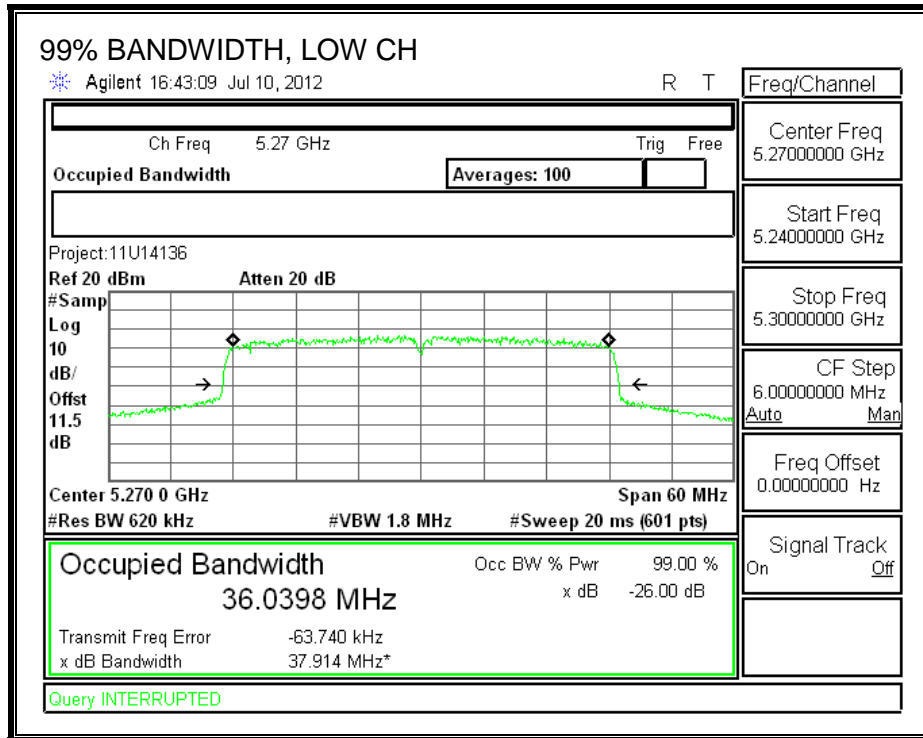 99% BANDWIDTH, LOW CH
Agilent 16:43:09 Jul 10, 2012 R T
Freq/Channel
Ch Freq 5.27 GHz Trig Free
Occupied Bandwidth Averages: 100
Project:11U14136
Ref 20 dBm Atten 20 dB
#Samp
Log
10
dB/
Offst
11.5
dB
Center 5.270 0 GHz Span 60 MHz
#Res BW 620 kHz #VBW 1.8 MHz #Sweep 20 ms (601 pts)
Occupied Bandwidth Occ BW % Pwr 99.00 %
36.0398 MHz x dB -26.00 dB
Transmit Freq Error -63.740 kHz
x dB Bandwidth 37.914 MHz*
Query INTERRUPTED
Center Freq
5.27000000 GHz
Start Freq
5.24000000 GHz
Stop Freq
5.30000000 GHz
CF Step
6.00000000 MHz
Auto Man
Freq Offset
0.00000000 Hz
Signal Track
On Off